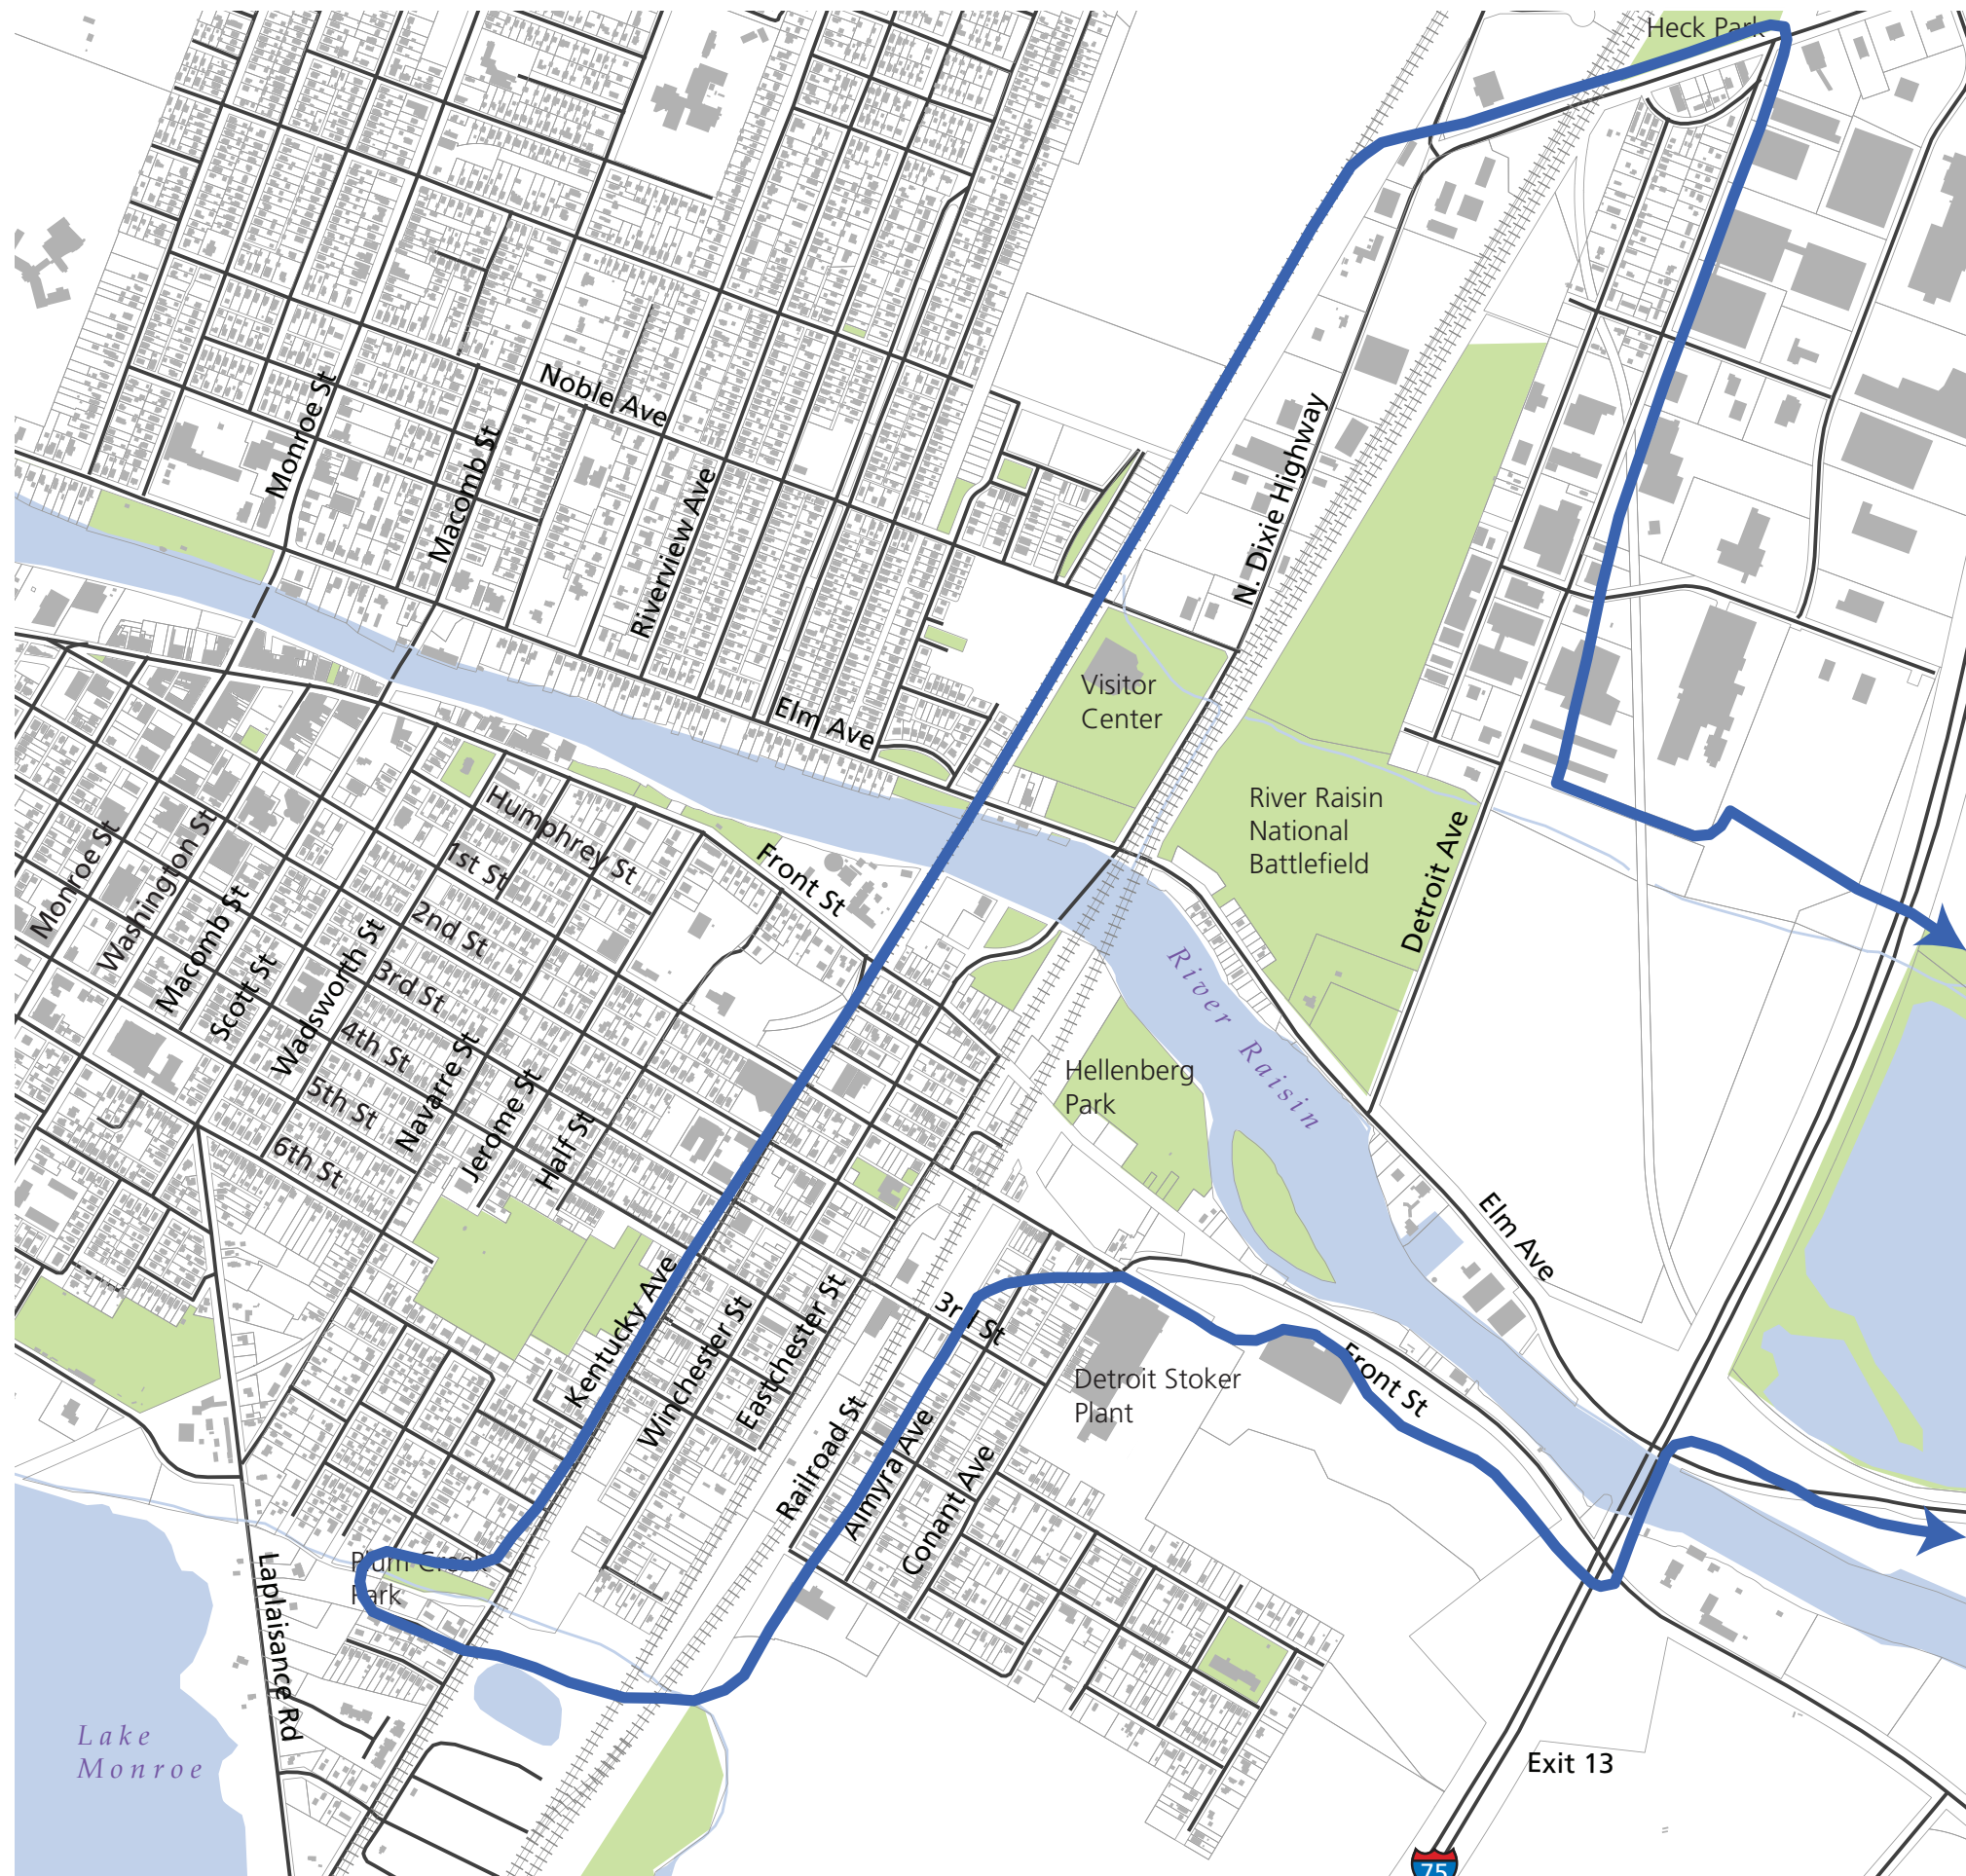 Heck Park
Noble Ave
Monroe St
Macomb St
Riverview Ave
N. Dixie Highway
Visitor
Center
Elm Ave
River Raisin
National
Battlefield
Detroit Ave
Humphrey St
1st St
Front St
2nd St
3rd St
4th St
5th St
6th St
Monroe St
Washington St
Macomb St
Scott St
Wadsworth St
Navarre St
Jerome St
Half St
River Raisin
Hellenberg
Park
Elm Ave
Kentucky Ave
Winchester St
Eastchester St
3rd St
Railroad St
Almyra Ave
Conant Ave
Detroit Stoker
Plant
Front St
Plum Creek
Park
Laplaisance Rd
Lake
Monroe
Exit 13
75